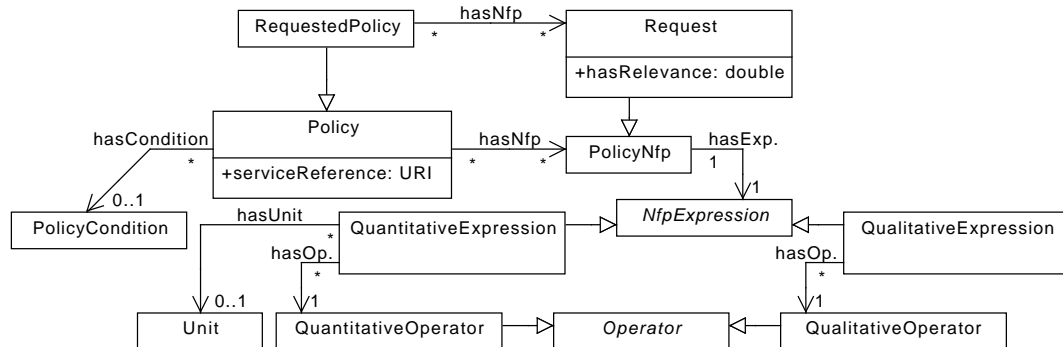 hasNfp
RequestedPolicy
Request
*
*
+hasRelevance: double
hasCondition
Policy
hasNfp
hasExp.
*
*
*
PolicyNfp
1
+serviceReference: URI
1
0..1
hasUnit
PolicyCondition
QuantitativeExpression
NfpExpression
QualitativeExpression
*
hasOp.
hasOp.
*
*
0..1
1
1
Unit
QuantitativeOperator
Operator
QualitativeOperator